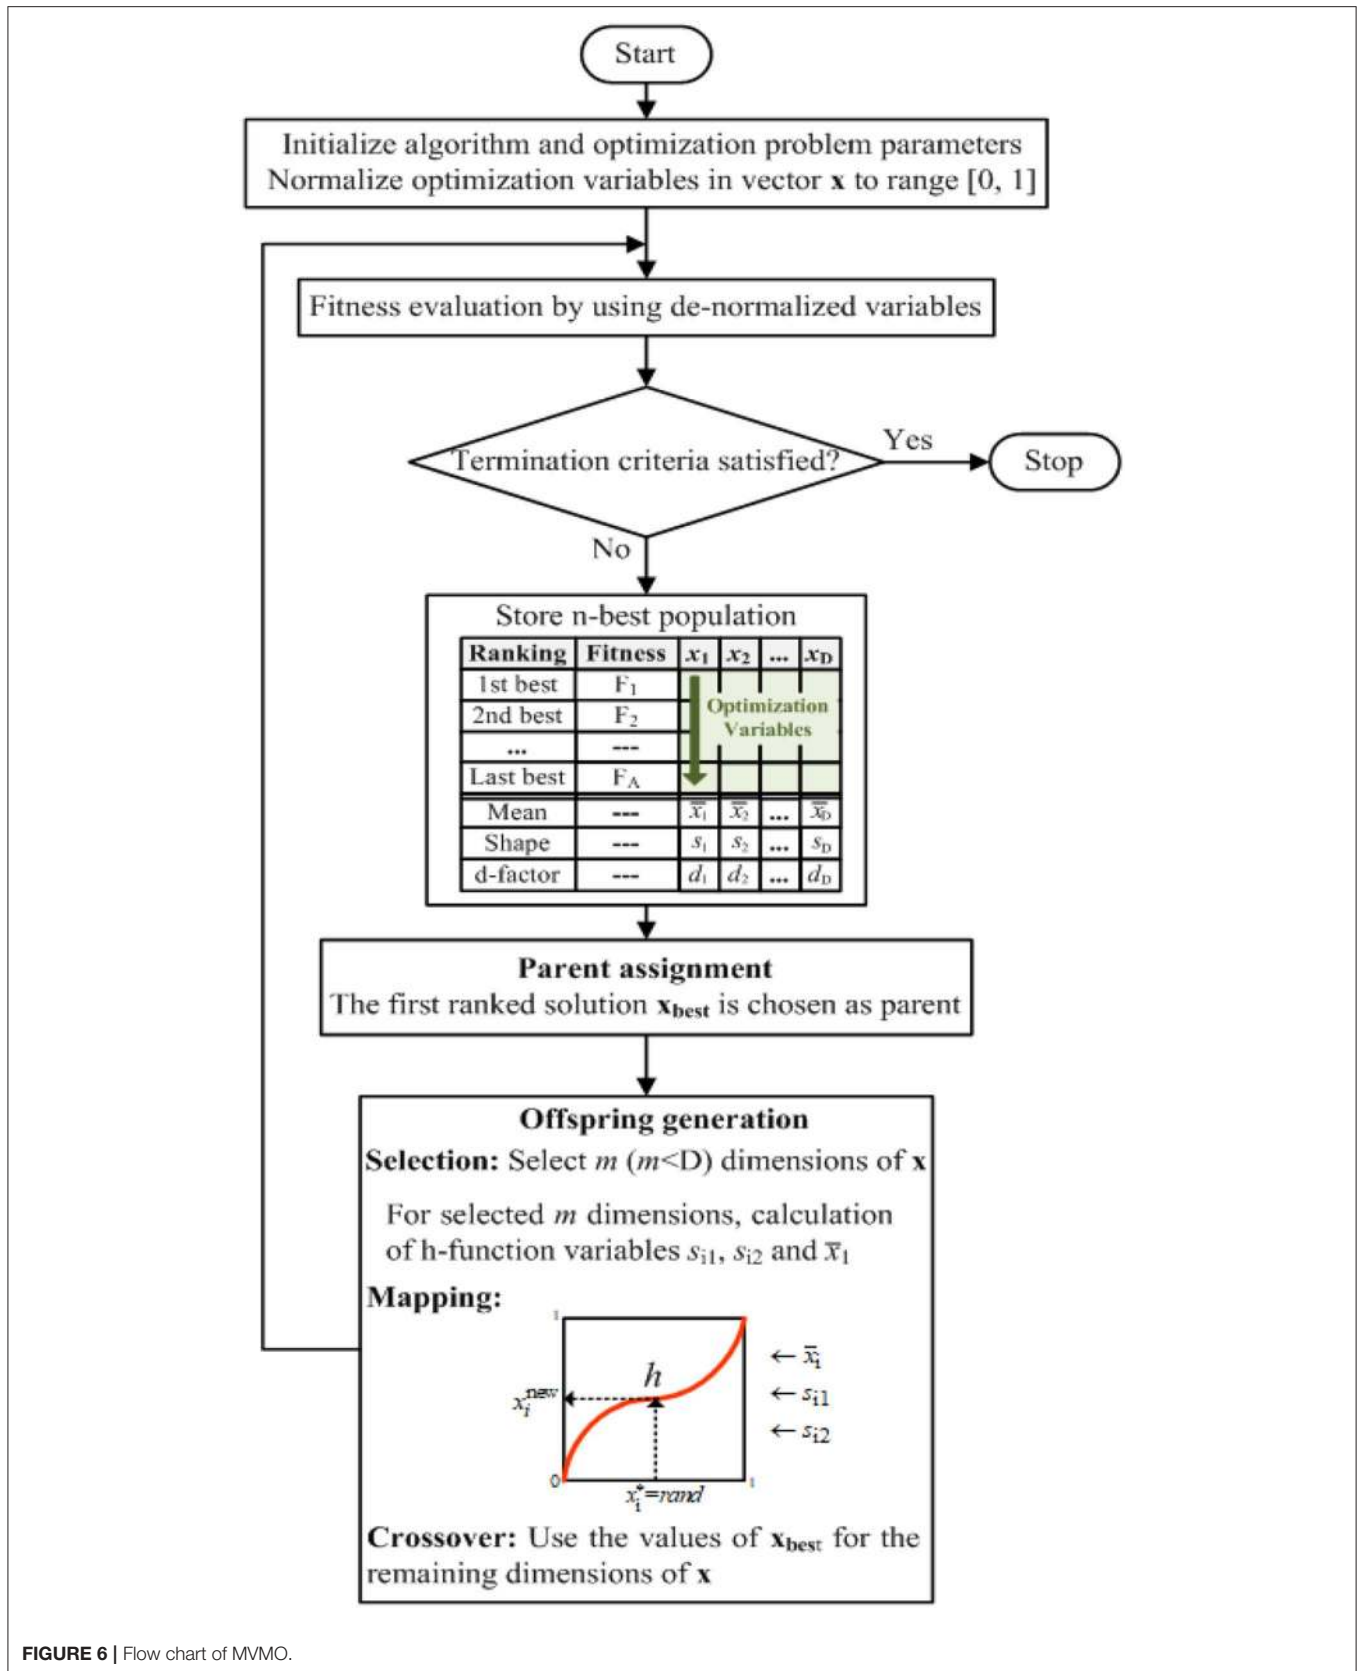 Start
Initialize algorithm and optimization problem parameters
Normalize optimization variables in vector x to range [0, 1]
Fitness evaluation by using de-normalized variables
Termination criteria satisfied?
Yes
Stop
No
Store n-best population
Ranking Fitness x1 x2 ... xD
1st best F1
2nd best F2
... ---
Last best FA
Optimization
Variables
Mean --- x̅1 x̅2 ... x̅D
Shape --- s1 s2 ... sD
d-factor --- d1 d2 ... dD
Parent assignment
The first ranked solution xbest is chosen as parent
Offspring generation
Selection: Select m (m<D) dimensions of x
For selected m dimensions, calculation
of h-function variables si1, si2 and x̅1
Mapping:
1
h
← x̅i
xi^new
← si1
← si2
0
1
xi*=rand
Crossover: Use the values of xbest for the
remaining dimensions of x
FIGURE 6 | Flow chart of MVMO.